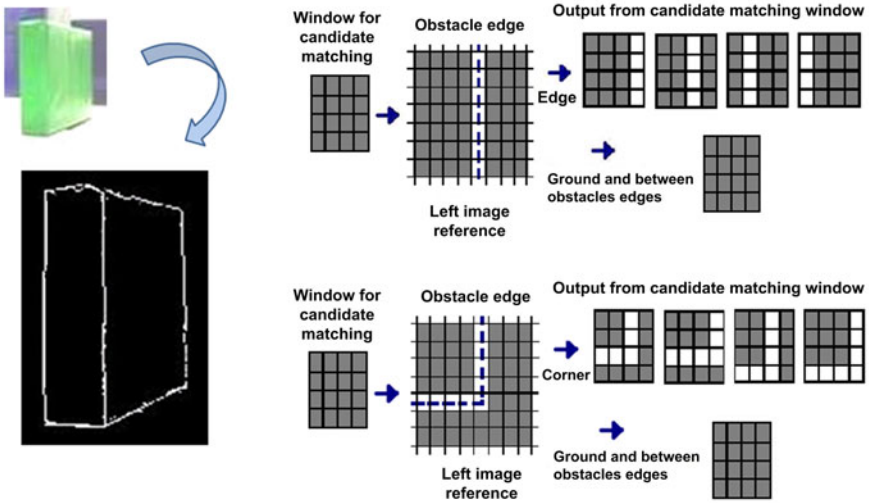 Window for
candidate
matching
Obstacle edge
Output from candidate matching window
Edge
Ground and between
obstacles edges
Left image
reference
Window for
candidate
matching
Obstacle edge
Output from candidate matching window
Corner
Ground and between
obstacles edges
Left image
reference